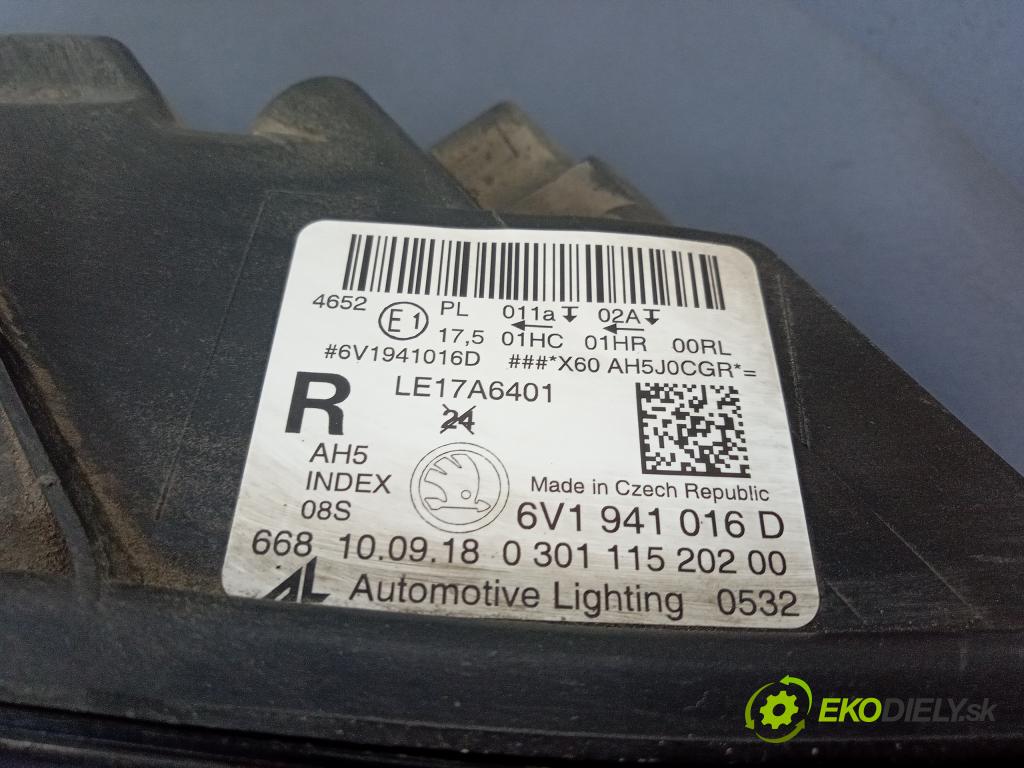 4652 E1 PL 011a 02A
17,5 01HC 01HR 00RL
#6V1941016D ###*X60 AH5J0CGR*=
R LE17A6401
24
AH5
INDEX
08S
Made in Czech Republic
6V1 941 016 D
668 10.09.18 0 301 115 202 00
AL Automotive Lighting 0532
EKODIELY.sk